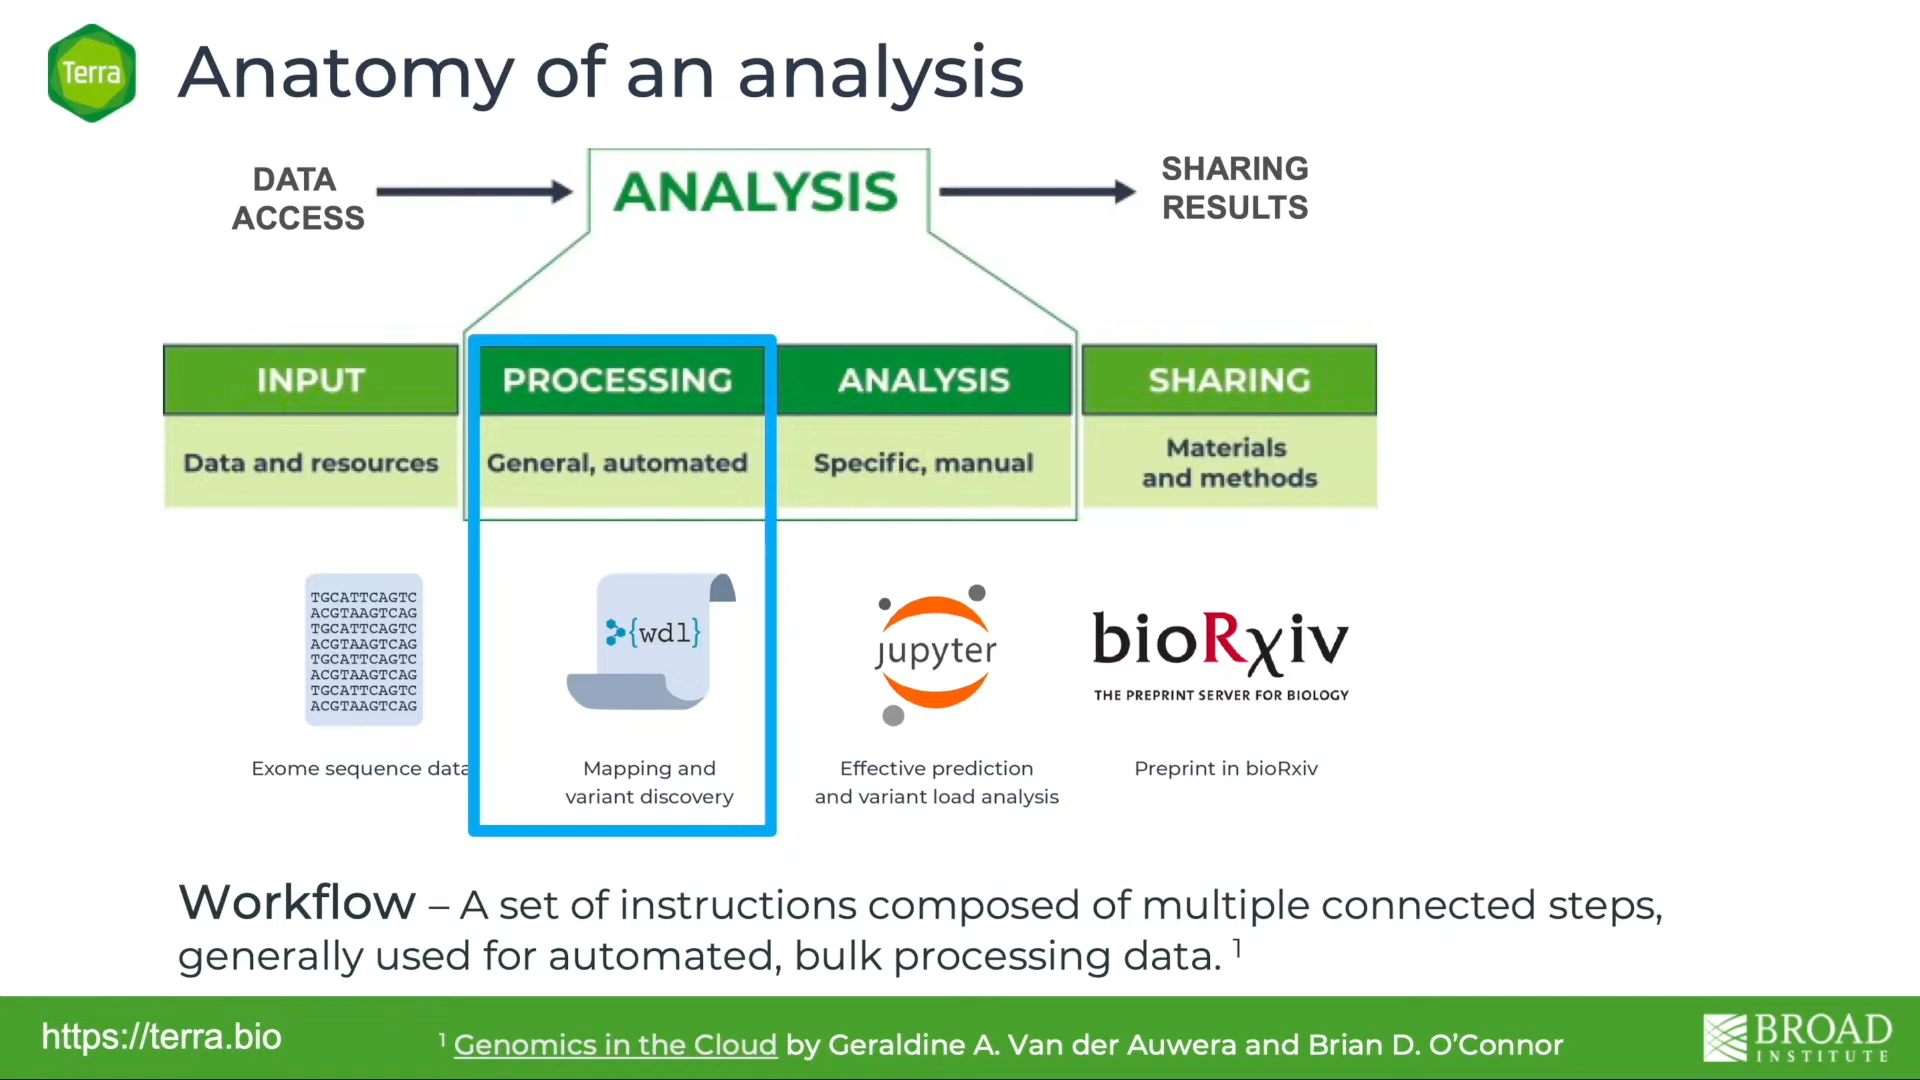 Terra
Anatomy of an analysis
DATA
ACCESS
ANALYSIS
SHARING
RESULTS
INPUT
PROCESSING
ANALYSIS
SHARING
Data and resources
General, automated
Specific, manual
Materials
and methods
TGCATTCAGTC
ACGTAAGTCAG
TGCATTCAGTC
ACGTAAGTCAG
TGCATTCAGTC
ACGTAAGTCAG
TGCATTCAGTC
ACGTAAGTCAG
{wdl}
jupyter
bioRχiv
THE PREPRINT SERVER FOR BIOLOGY
Exome sequence data
Mapping and
variant discovery
Effective prediction
and variant load analysis
Preprint in bioRxiv
Workflow – A set of instructions composed of multiple connected steps,
generally used for automated, bulk processing data. ¹
https://terra.bio
¹ Genomics in the Cloud by Geraldine A. Van der Auwera and Brian D. O’Connor
BROAD
INSTITUTE